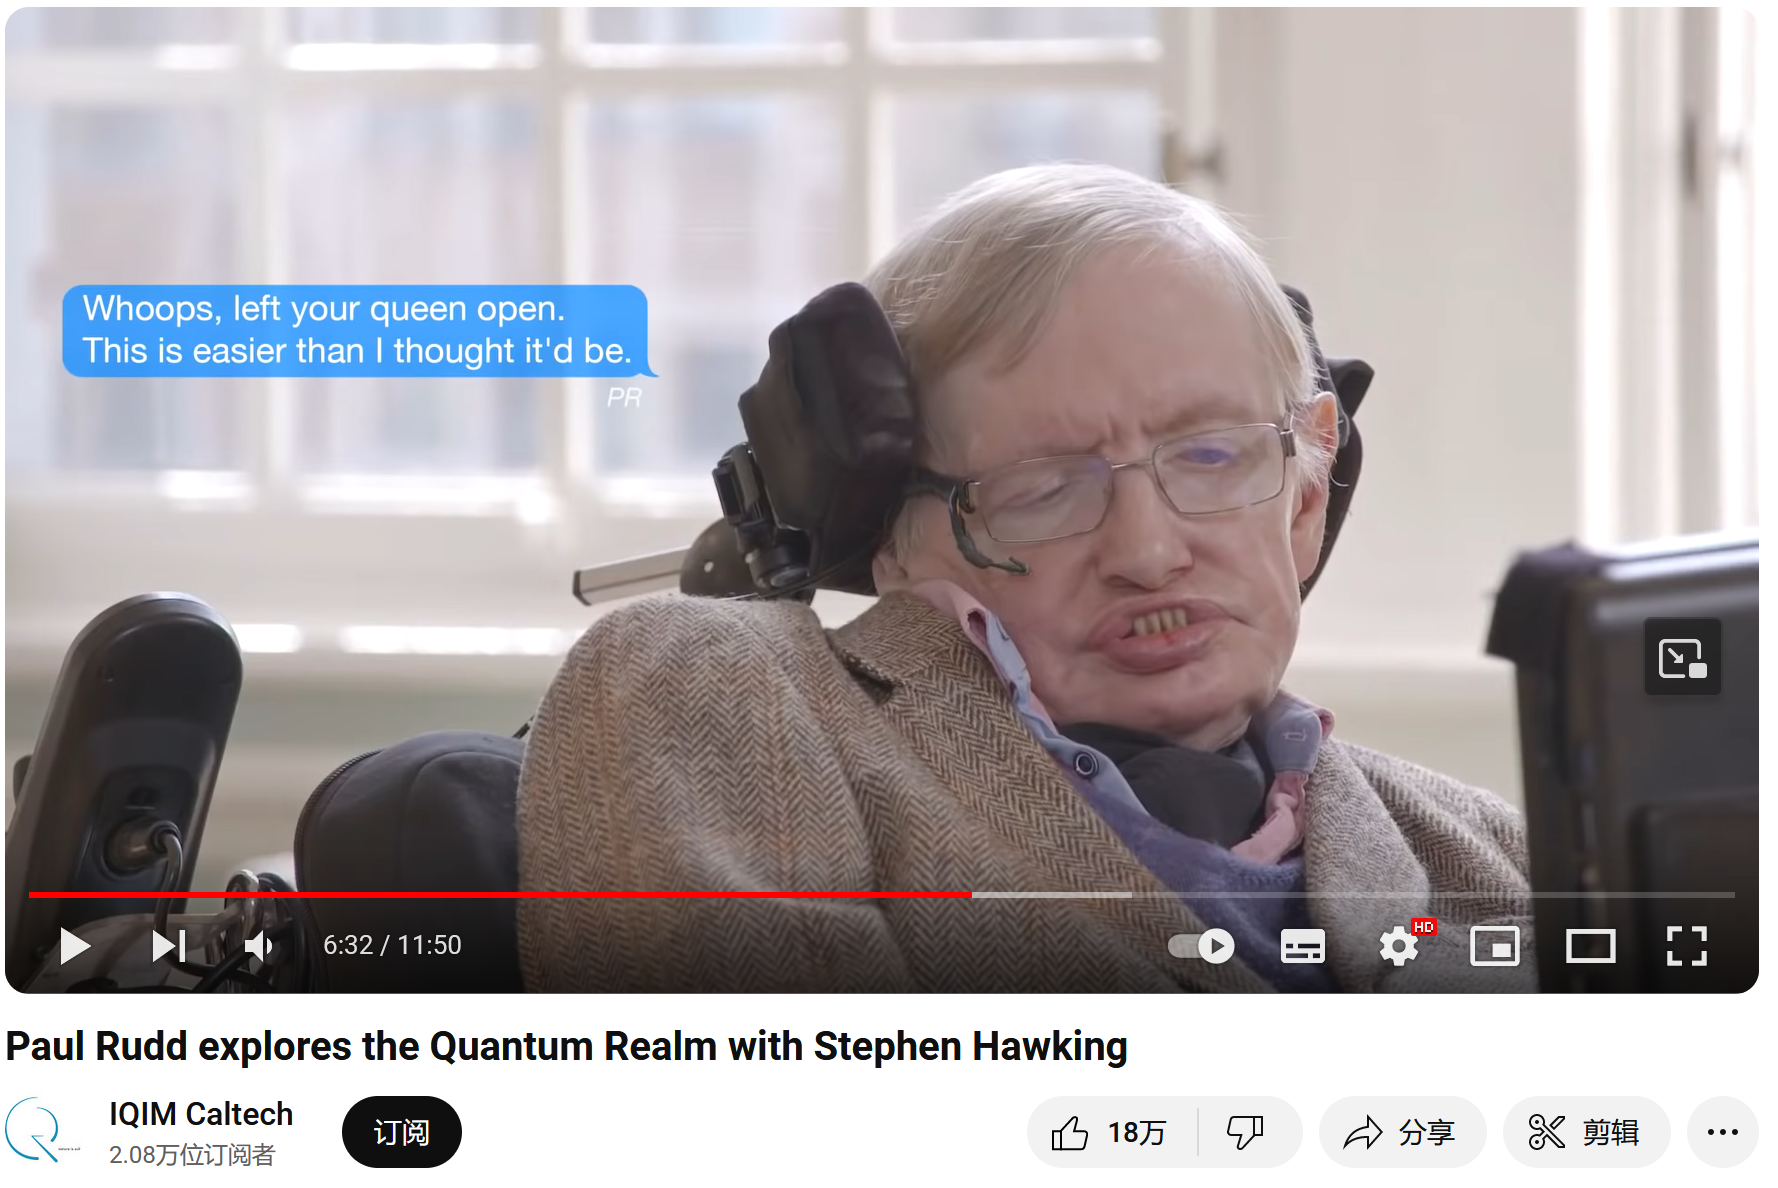 Whoops, left your queen open.
This is easier than I thought it'd be.
PR
6:32 / 11:50
HD
Paul Rudd explores the Quantum Realm with Stephen Hawking
IQIM Caltech
2.08万位订阅者
订阅
18万
分享
剪辑